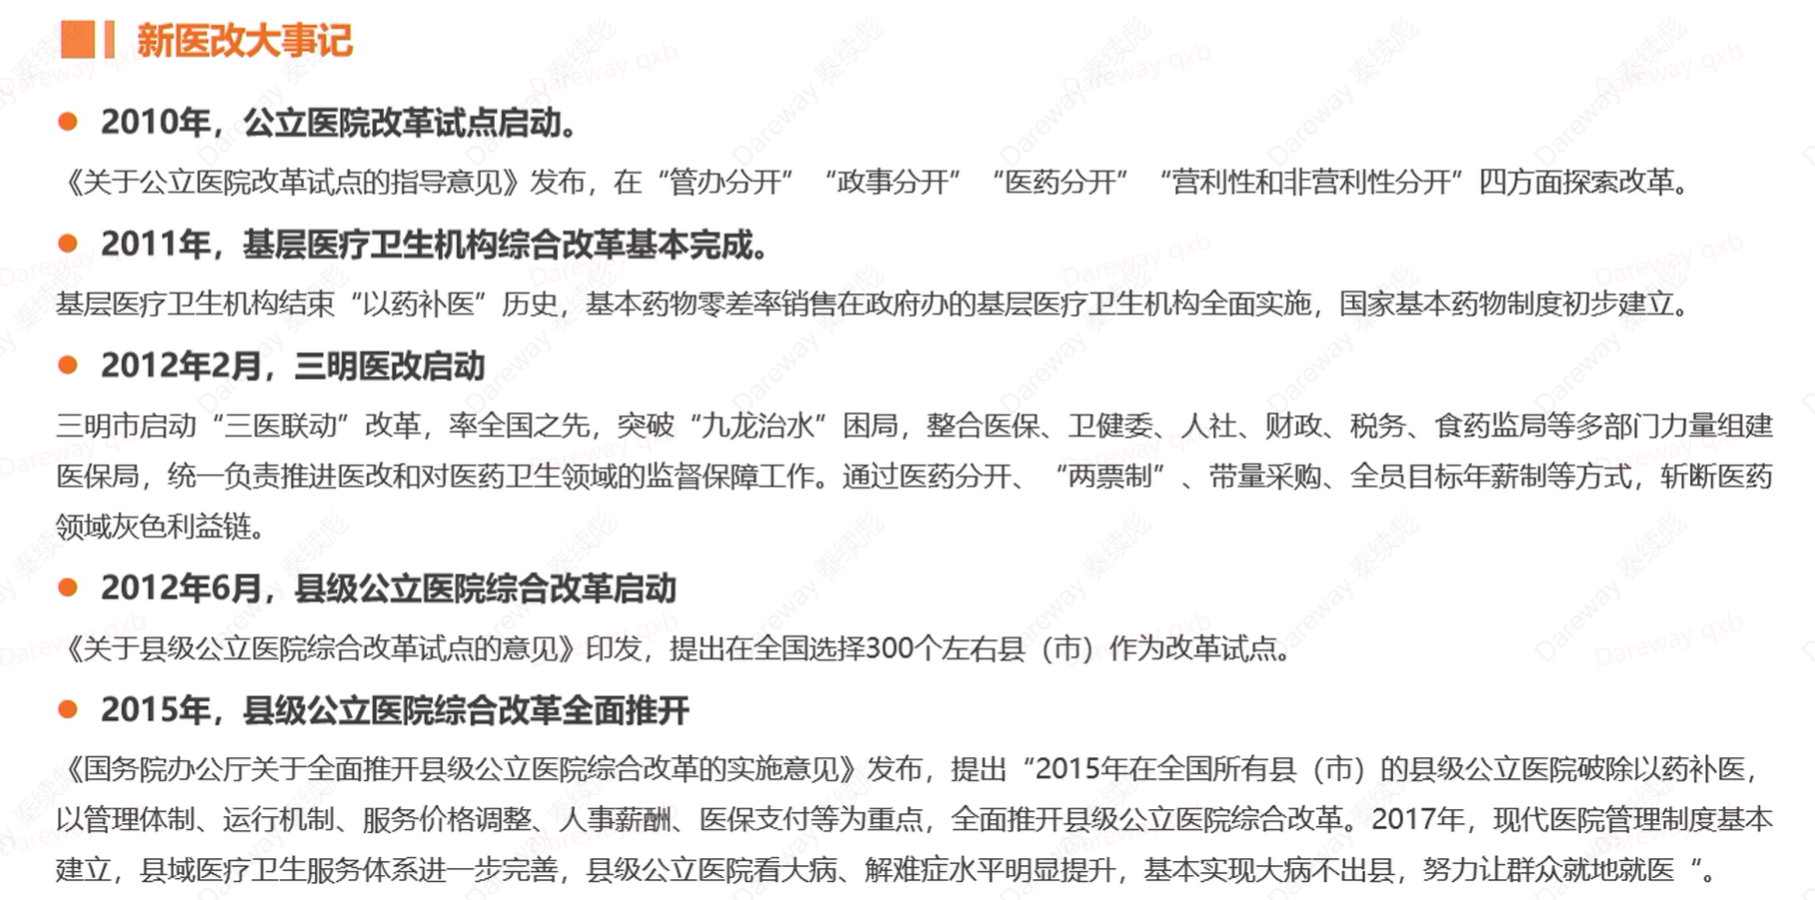 新医改大事记
2010年，公立医院改革试点启动。
《关于公立医院改革试点的指导意见》发布，在“管办分开”“政事分开”“医药分开”“营利性和非营利性分开”四方面探索改革。
2011年，基层医疗卫生机构综合改革基本完成。
基层医疗卫生机构结束“以药补医”历史，基本药物零差率销售在政府办的基层医疗卫生机构全面实施，国家基本药物制度初步建立。
2012年2月，三明医改启动
三明市启动“三医联动”改革，率全国之先，突破“九龙治水”困局，整合医保、卫健委、人社、财政、税务、食药监局等多部门力量组建
医保局，统一负责推进医改和对医药卫生领域的监督保障工作。通过医药分开、“两票制”、带量采购、全员目标年薪制等方式，斩断医药
领域灰色利益链。
2012年6月，县级公立医院综合改革启动
《关于县级公立医院综合改革试点的意见》印发，提出在全国选择300个左右县（市）作为改革试点。
2015年，县级公立医院综合改革全面推开
《国务院办公厅关于全面推开县级公立医院综合改革的实施意见》发布，提出“2015年在全国所有县（市）的县级公立医院破除以药补医，
以管理体制、运行机制、服务价格调整、人事薪酬、医保支付等为重点，全面推开县级公立医院综合改革。2017年，现代医院管理制度基本
建立，县域医疗卫生服务体系进一步完善，县级公立医院看大病、解难症水平明显提升，基本实现大病不出县，努力让群众就地就医“。
Dareway 秦续彪
Dareway qxb